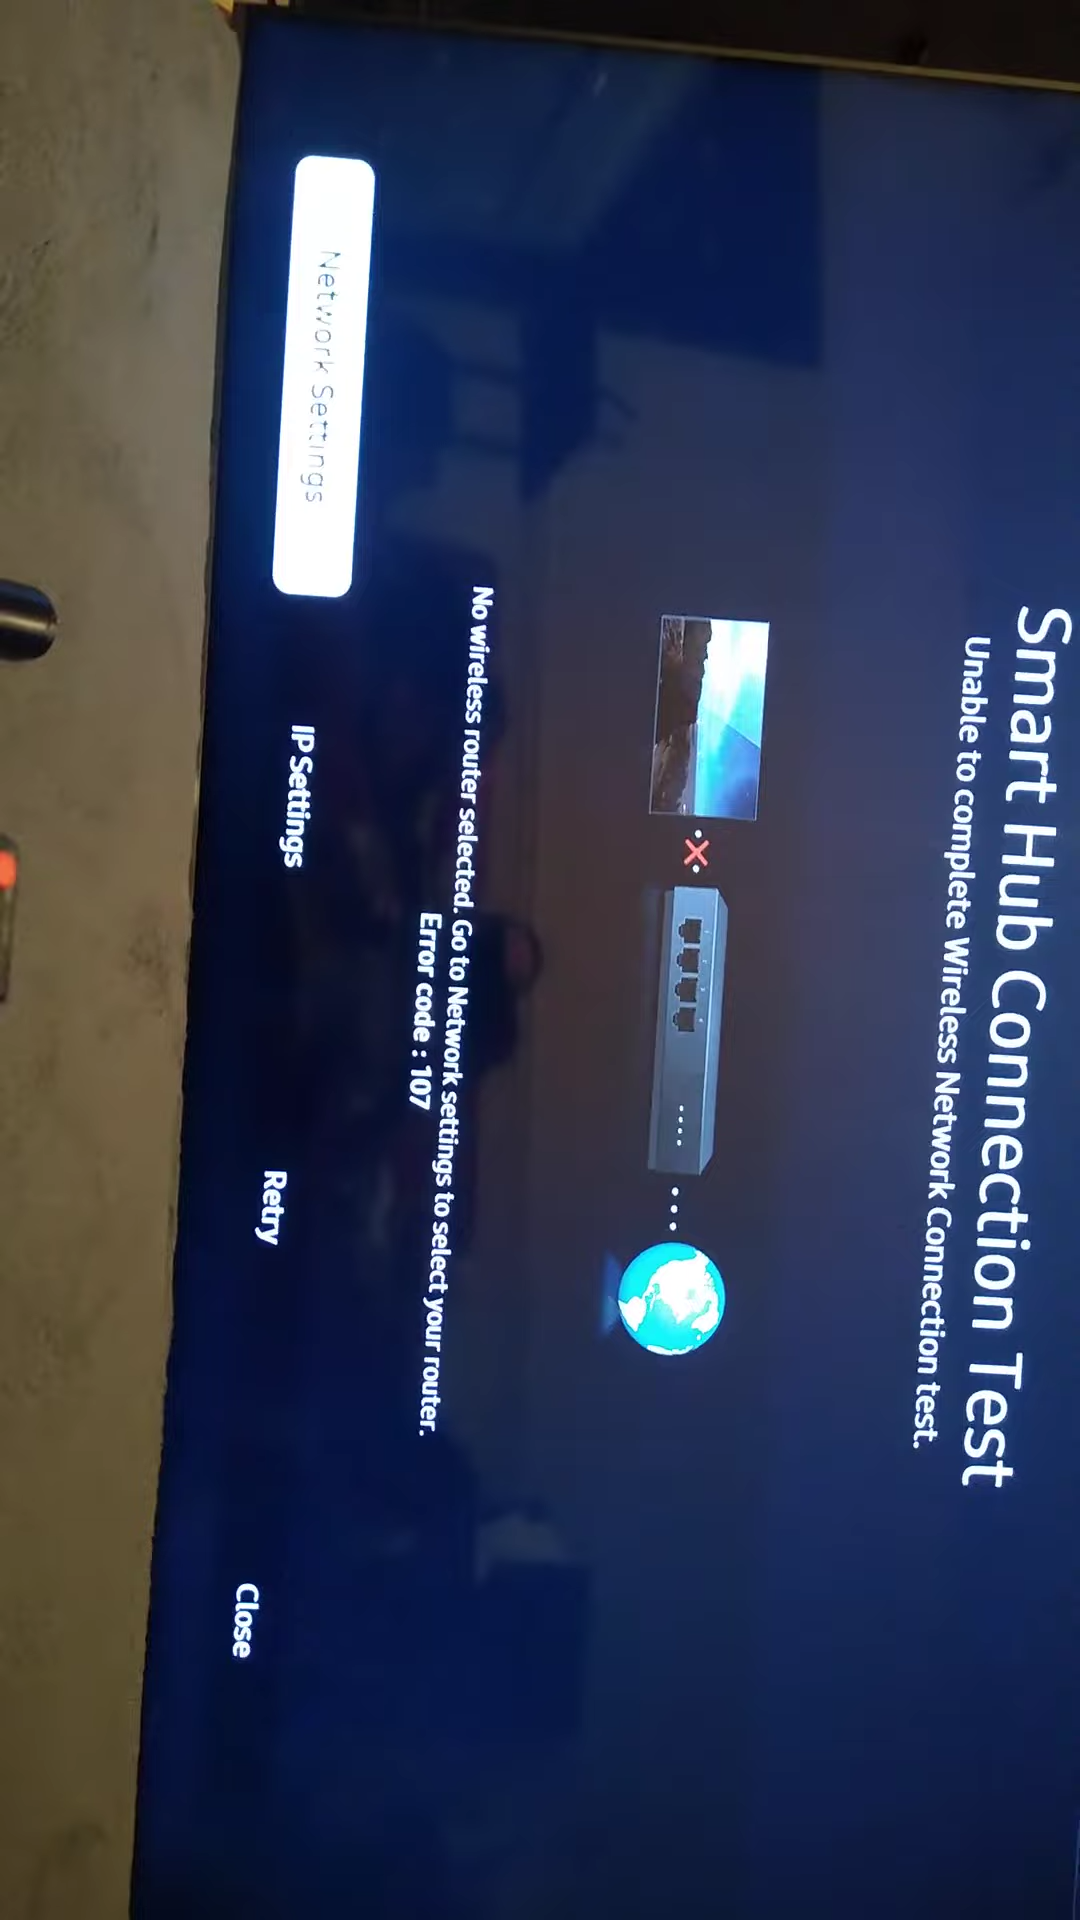 Smart Hub Connection Test
Unable to complete Wireless Network Connection test.
No wireless router selected. Go to Network settings to select your router.
Error code : 107
Network Settings
IP Settings
Retry
Close